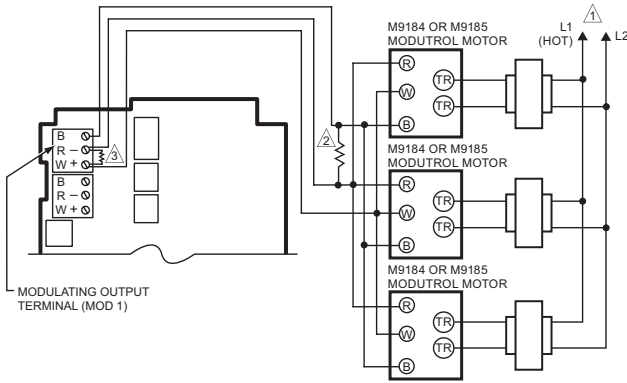 M9184 OR M9185
MODUTROL MOTOR
1
L1
(HOT)
L2
R
W
B
TR
TR
B
R –
W +
3
B
R –
W +
2
M9184 OR M9185
MODUTROL MOTOR
R
W
B
TR
TR
M9184 OR M9185
MODUTROL MOTOR
R
W
B
TR
TR
MODULATING OUTPUT
TERMINAL (MOD 1)